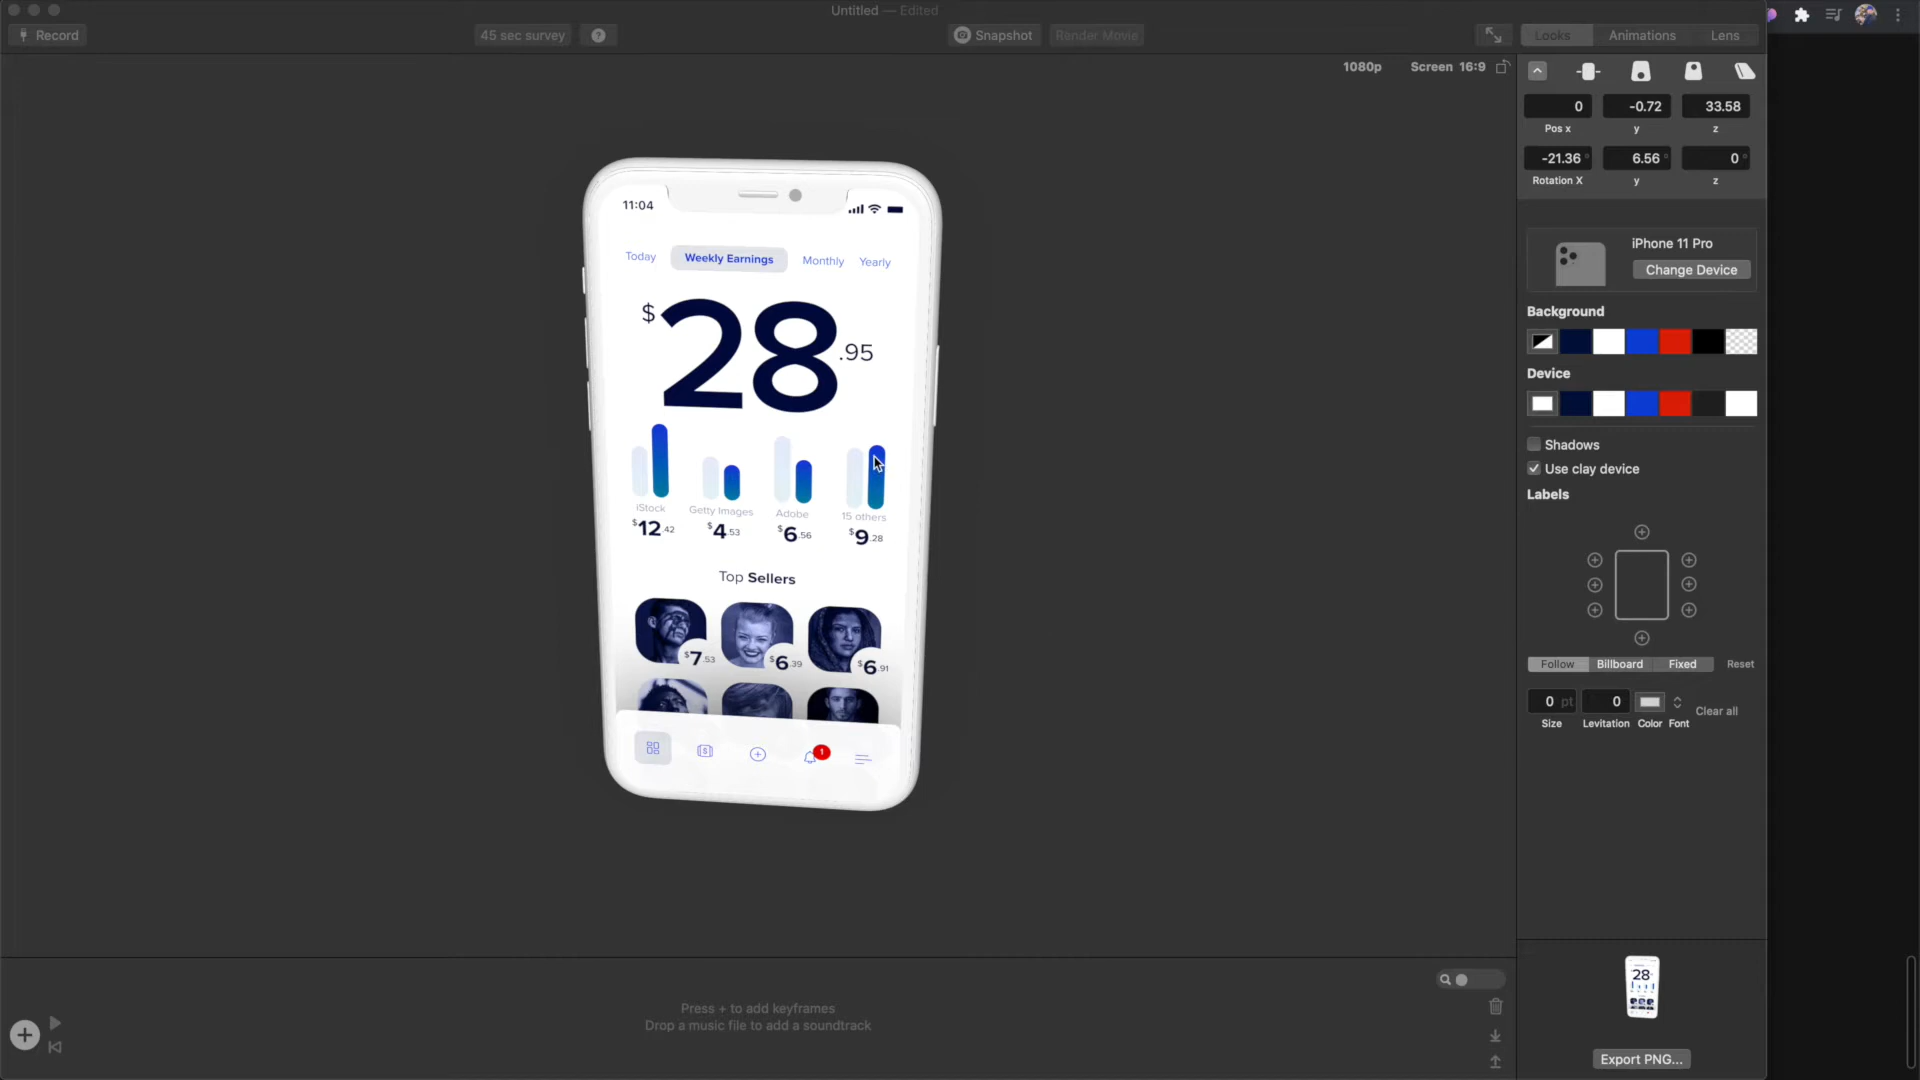 Untitled — Edited
Record
45 sec survey
?
Snapshot
Render Movie
Looks
Animations
Lens
1080p
Screen 16:9
0
-0.72
33.58
Pos x
y
z
-21.36 °
6.56 °
0 °
Rotation X
y
z
iPhone 11 Pro
Change Device
Background
Device
Shadows
Use clay device
Labels
Follow
Billboard
Fixed
Reset
0 pt
0
Clear all
Size
Levitation
Color
Font
11:04
Today
Weekly Earnings
Monthly
Yearly
$28.95
iStock
Getty Images
Adobe
15 others
$12.42
$4.53
$6.56
$9.28
Top Sellers
$7.53
$6.39
$6.91
1
Press + to add keyframes
Drop a music file to add a soundtrack
28
Export PNG...